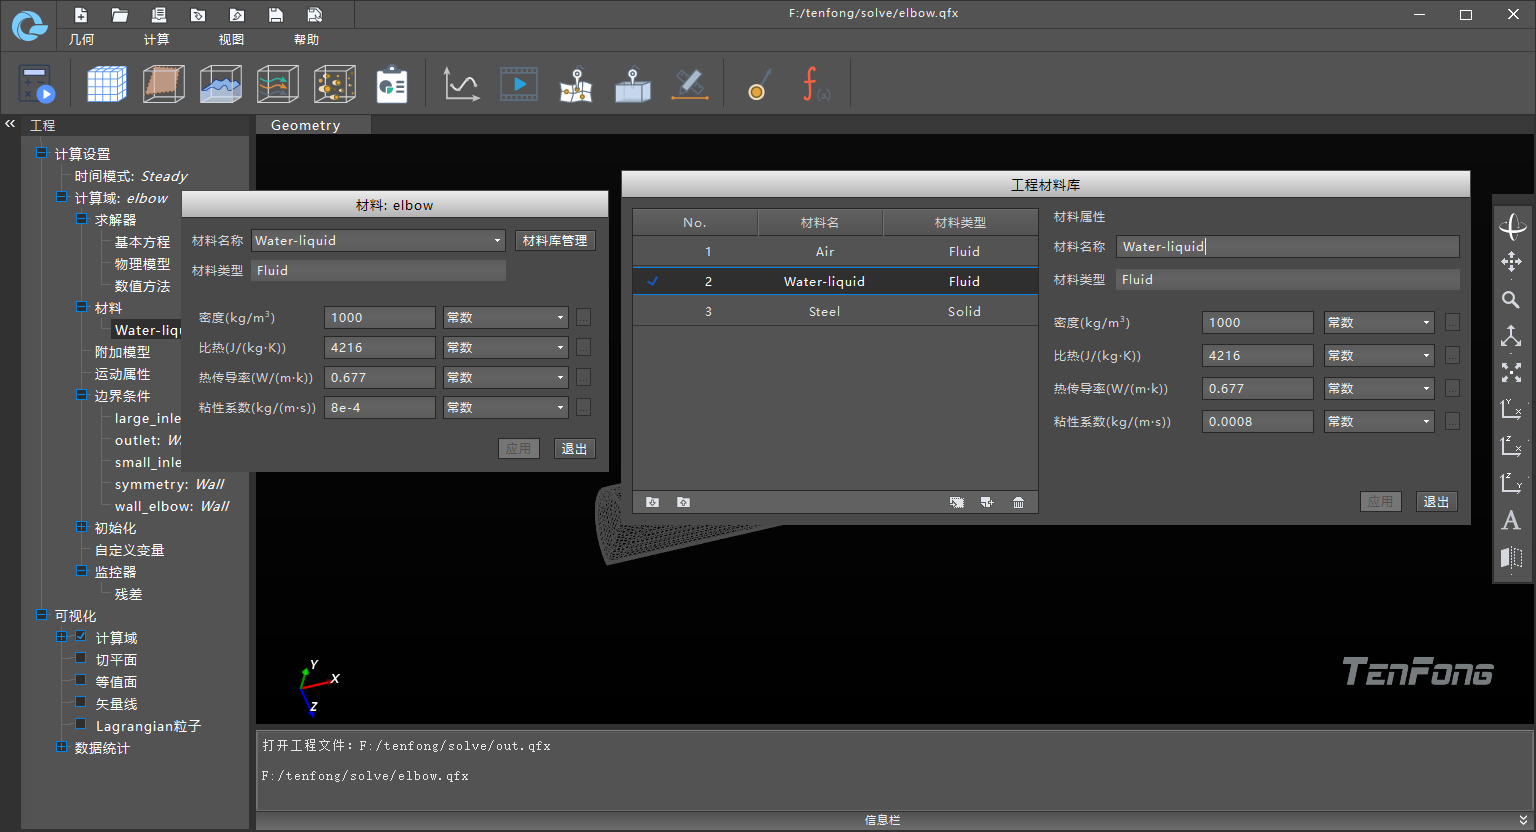 F:/tenfong/solve/elbow.qfx
几何 计算 视图 帮助
f(a)
工程
Geometry
计算设置
时间模式: Steady
计算域: elbow
求解器
基本方程
物理模型
数值方法
材料
Water-liqu
附加模型
运动属性
边界条件
large_inle
outlet: W
small_inle
symmetry: Wall
wall_elbow: Wall
初始化
自定义变量
监控器
残差
可视化
计算域
切平面
等值面
矢量线
Lagrangian粒子
数据统计
材料: elbow
材料名称 Water-liquid 材料库管理
材料类型 Fluid
密度(kg/m³) 1000 常数 ...
比热(J/(kg·K)) 4216 常数 ...
热传导率(W/(m·k)) 0.677 常数 ...
粘性系数(kg/(m·s)) 8e-4 常数 ...
应用 退出
工程材料库
No. 材料名 材料类型
1 Air Fluid
2 Water-liquid Fluid
3 Steel Solid
材料属性
材料名称 Water-liquid
材料类型 Fluid
密度(kg/m³) 1000 常数 ...
比热(J/(kg·K)) 4216 常数 ...
热传导率(W/(m·k)) 0.677 常数 ...
粘性系数(kg/(m·s)) 0.0008 常数 ...
应用 退出
Y X
Z X
Z Y
A
Y
X
Z
TENFONG
打开工程文件: F:/tenfong/solve/out.qfx
F:/tenfong/solve/elbow.qfx
信息栏